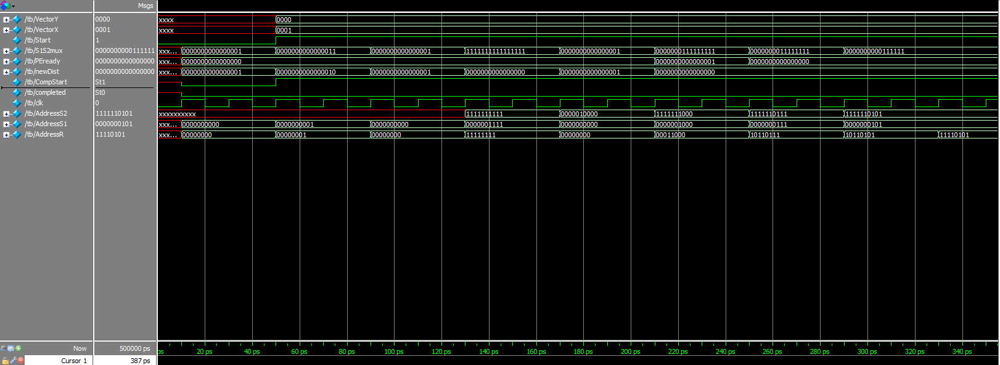 Msgs
/tb/VectorY 0000 xxxx 0000
/tb/VectorX 0001 xxxx 0001
/tb/Start 1
/tb/S1S2mux 0000000000111111 xxx... 0000000000000001 0000000000000011 0000000000000001 1111111111111111 0000000000000001 0000000111111111 0000000011111111 0000000000111111
/tb/PEready 0000000000000000 xxx... 0000000000000000 0000000000000001 0000000000000000
/tb/newDist 0000000000000000 xxx... 0000000000000001 0000000000000010 0000000000000001 0000000000000000 0000000000000001 0000000000000000
/tb/CompStart St1
/tb/completed St0
/tb/clk 0
/tb/AddressS2 1111110101 xxxxxxxxxx 1111111111 0000010000 1111111000 1111110111 1111110101
/tb/AddressS1 0000000101 xxx... 0000000000 0000000001 0000000000 0000001111 0000000000 0000001000 0000000111 0000000101
/tb/AddressR 11110101 xxx... 00000000 00000001 00000000 11111111 00000000 00011000 10110111 10110101 11110101
Now 500000 ps ps 20 ps 40 ps 60 ps 80 ps 100 ps 120 ps 140 ps 160 ps 180 ps 200 ps 220 ps 240 ps 260 ps 280 ps 300 ps 320 ps 340 ps
Cursor 1 387 ps